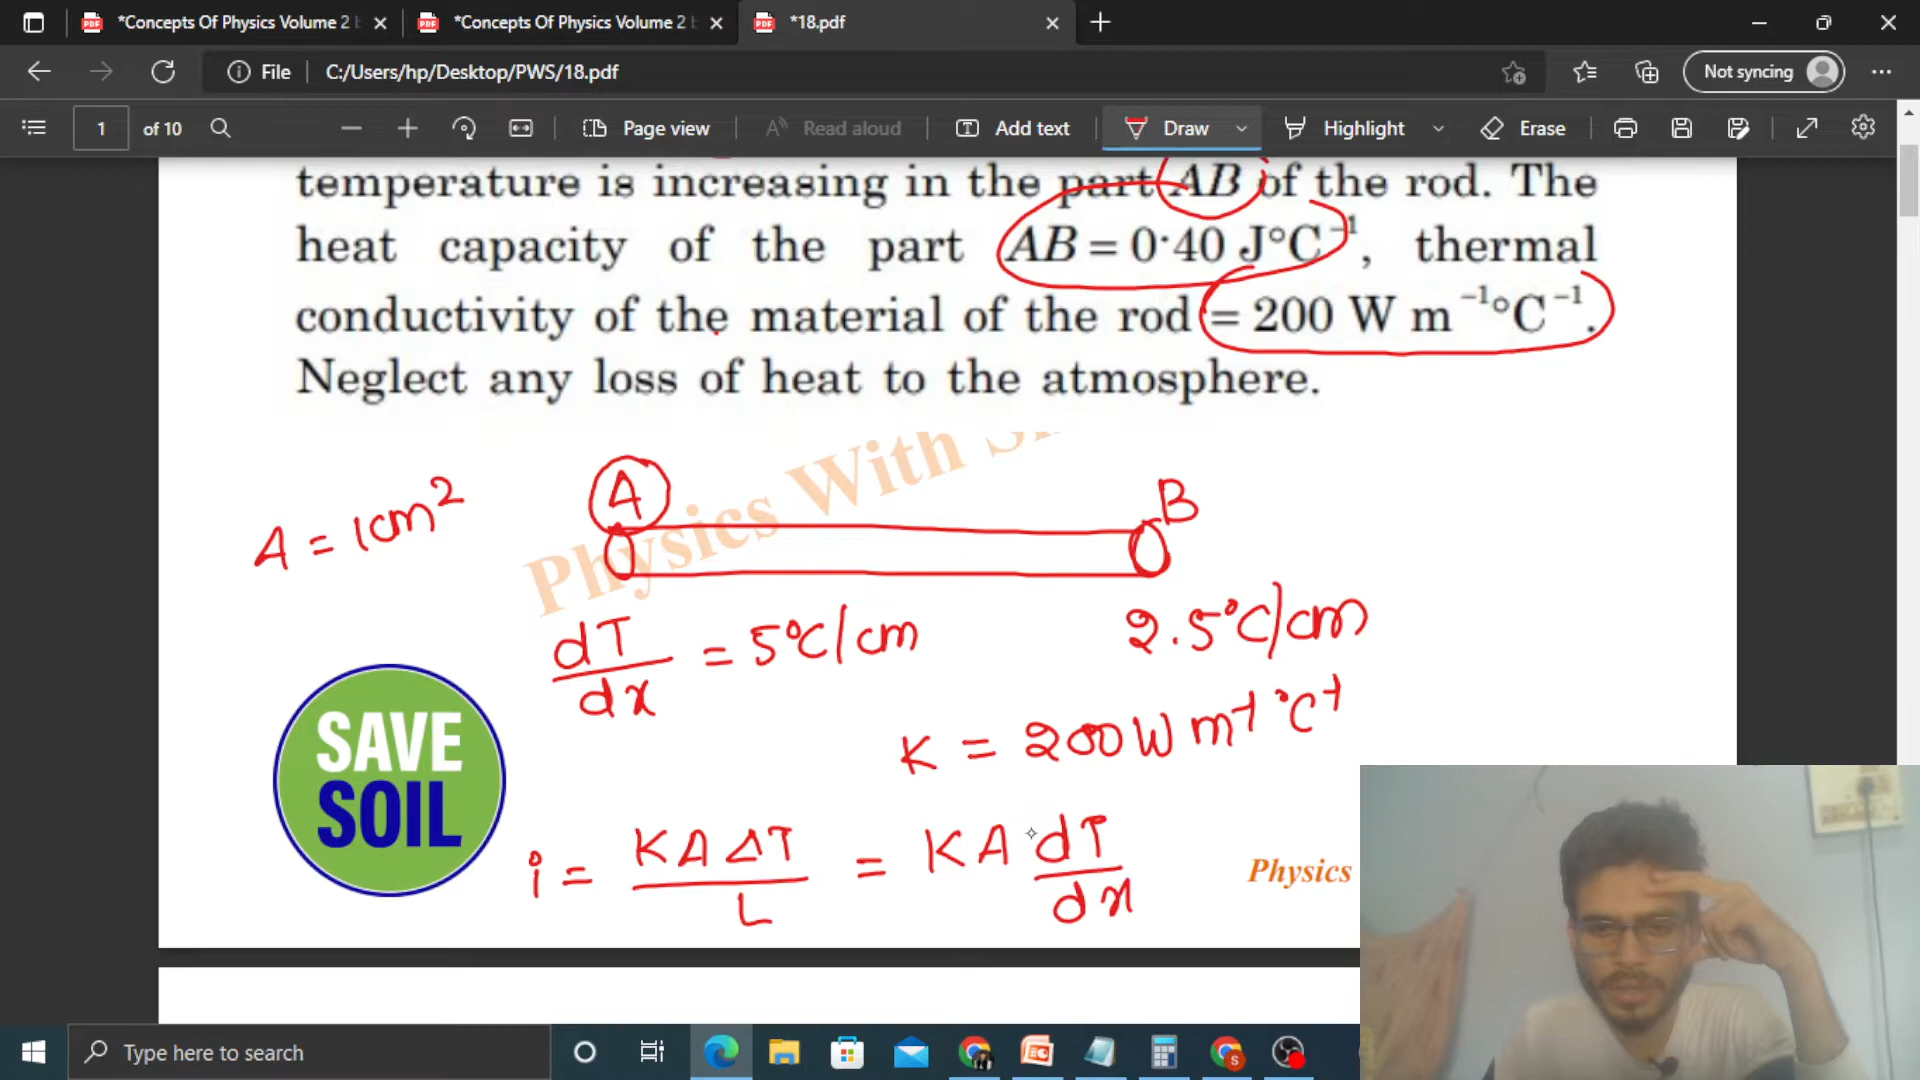 *Concepts Of Physics Volume 2
*Concepts Of Physics Volume 2
*18.pdf
File
C:/Users/hp/Desktop/PWS/18.pdf
Not syncing
1 of 10
Page view
Read aloud
Add text
Draw
Highlight
Erase
temperature is increasing in the part AB of the rod. The
heat capacity of the part AB = 0·40 J°C⁻¹, thermal
conductivity of the material of the rod = 200 W m⁻¹°C⁻¹.
Neglect any loss of heat to the atmosphere.
Physics With
A = 1cm²
A
B
dT/dx = 5°C/cm
2.5°C/cm
K = 200W m⁻¹ °C⁻¹
SAVE
SOIL
i = KAΔT/L = KA dT/dx
Physics
Type here to search